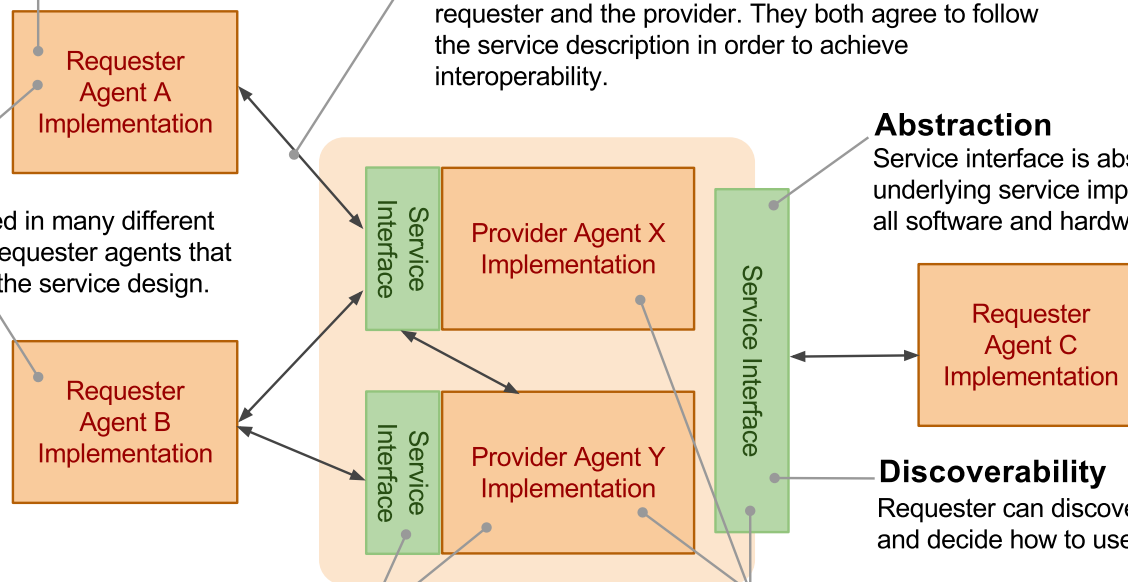 requester and the provider. They both agree to follow
the service description in order to achieve
interoperability.
Requester
Agent A
Implementation
Abstraction
Service interface is abs
underlying service imp
all software and hardw
ed in many different
equester agents that
the service design.
Service
Interface
Provider Agent X
Implementation
Service Interface
Requester
Agent C
Implementation
Requester
Agent B
Implementation
Service
Interface
Provider Agent Y
Implementation
Discoverability
Requester can discove
and decide how to use